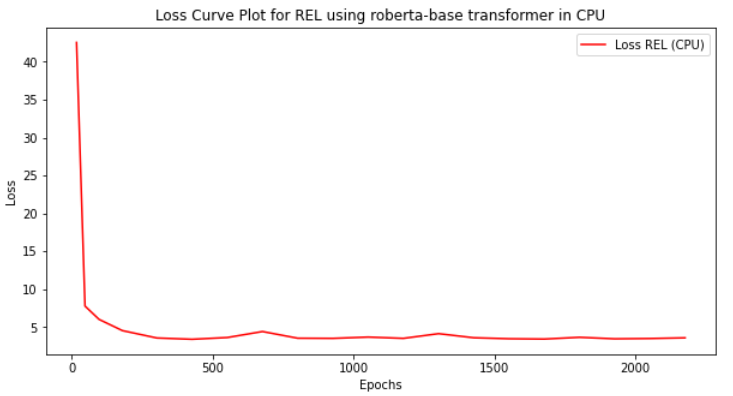 Loss Curve Plot for REL using roberta-base transformer in CPU
Loss REL (CPU)
40
35
30
25
20
15
10
5
Loss
0 500 1000 1500 2000
Epochs